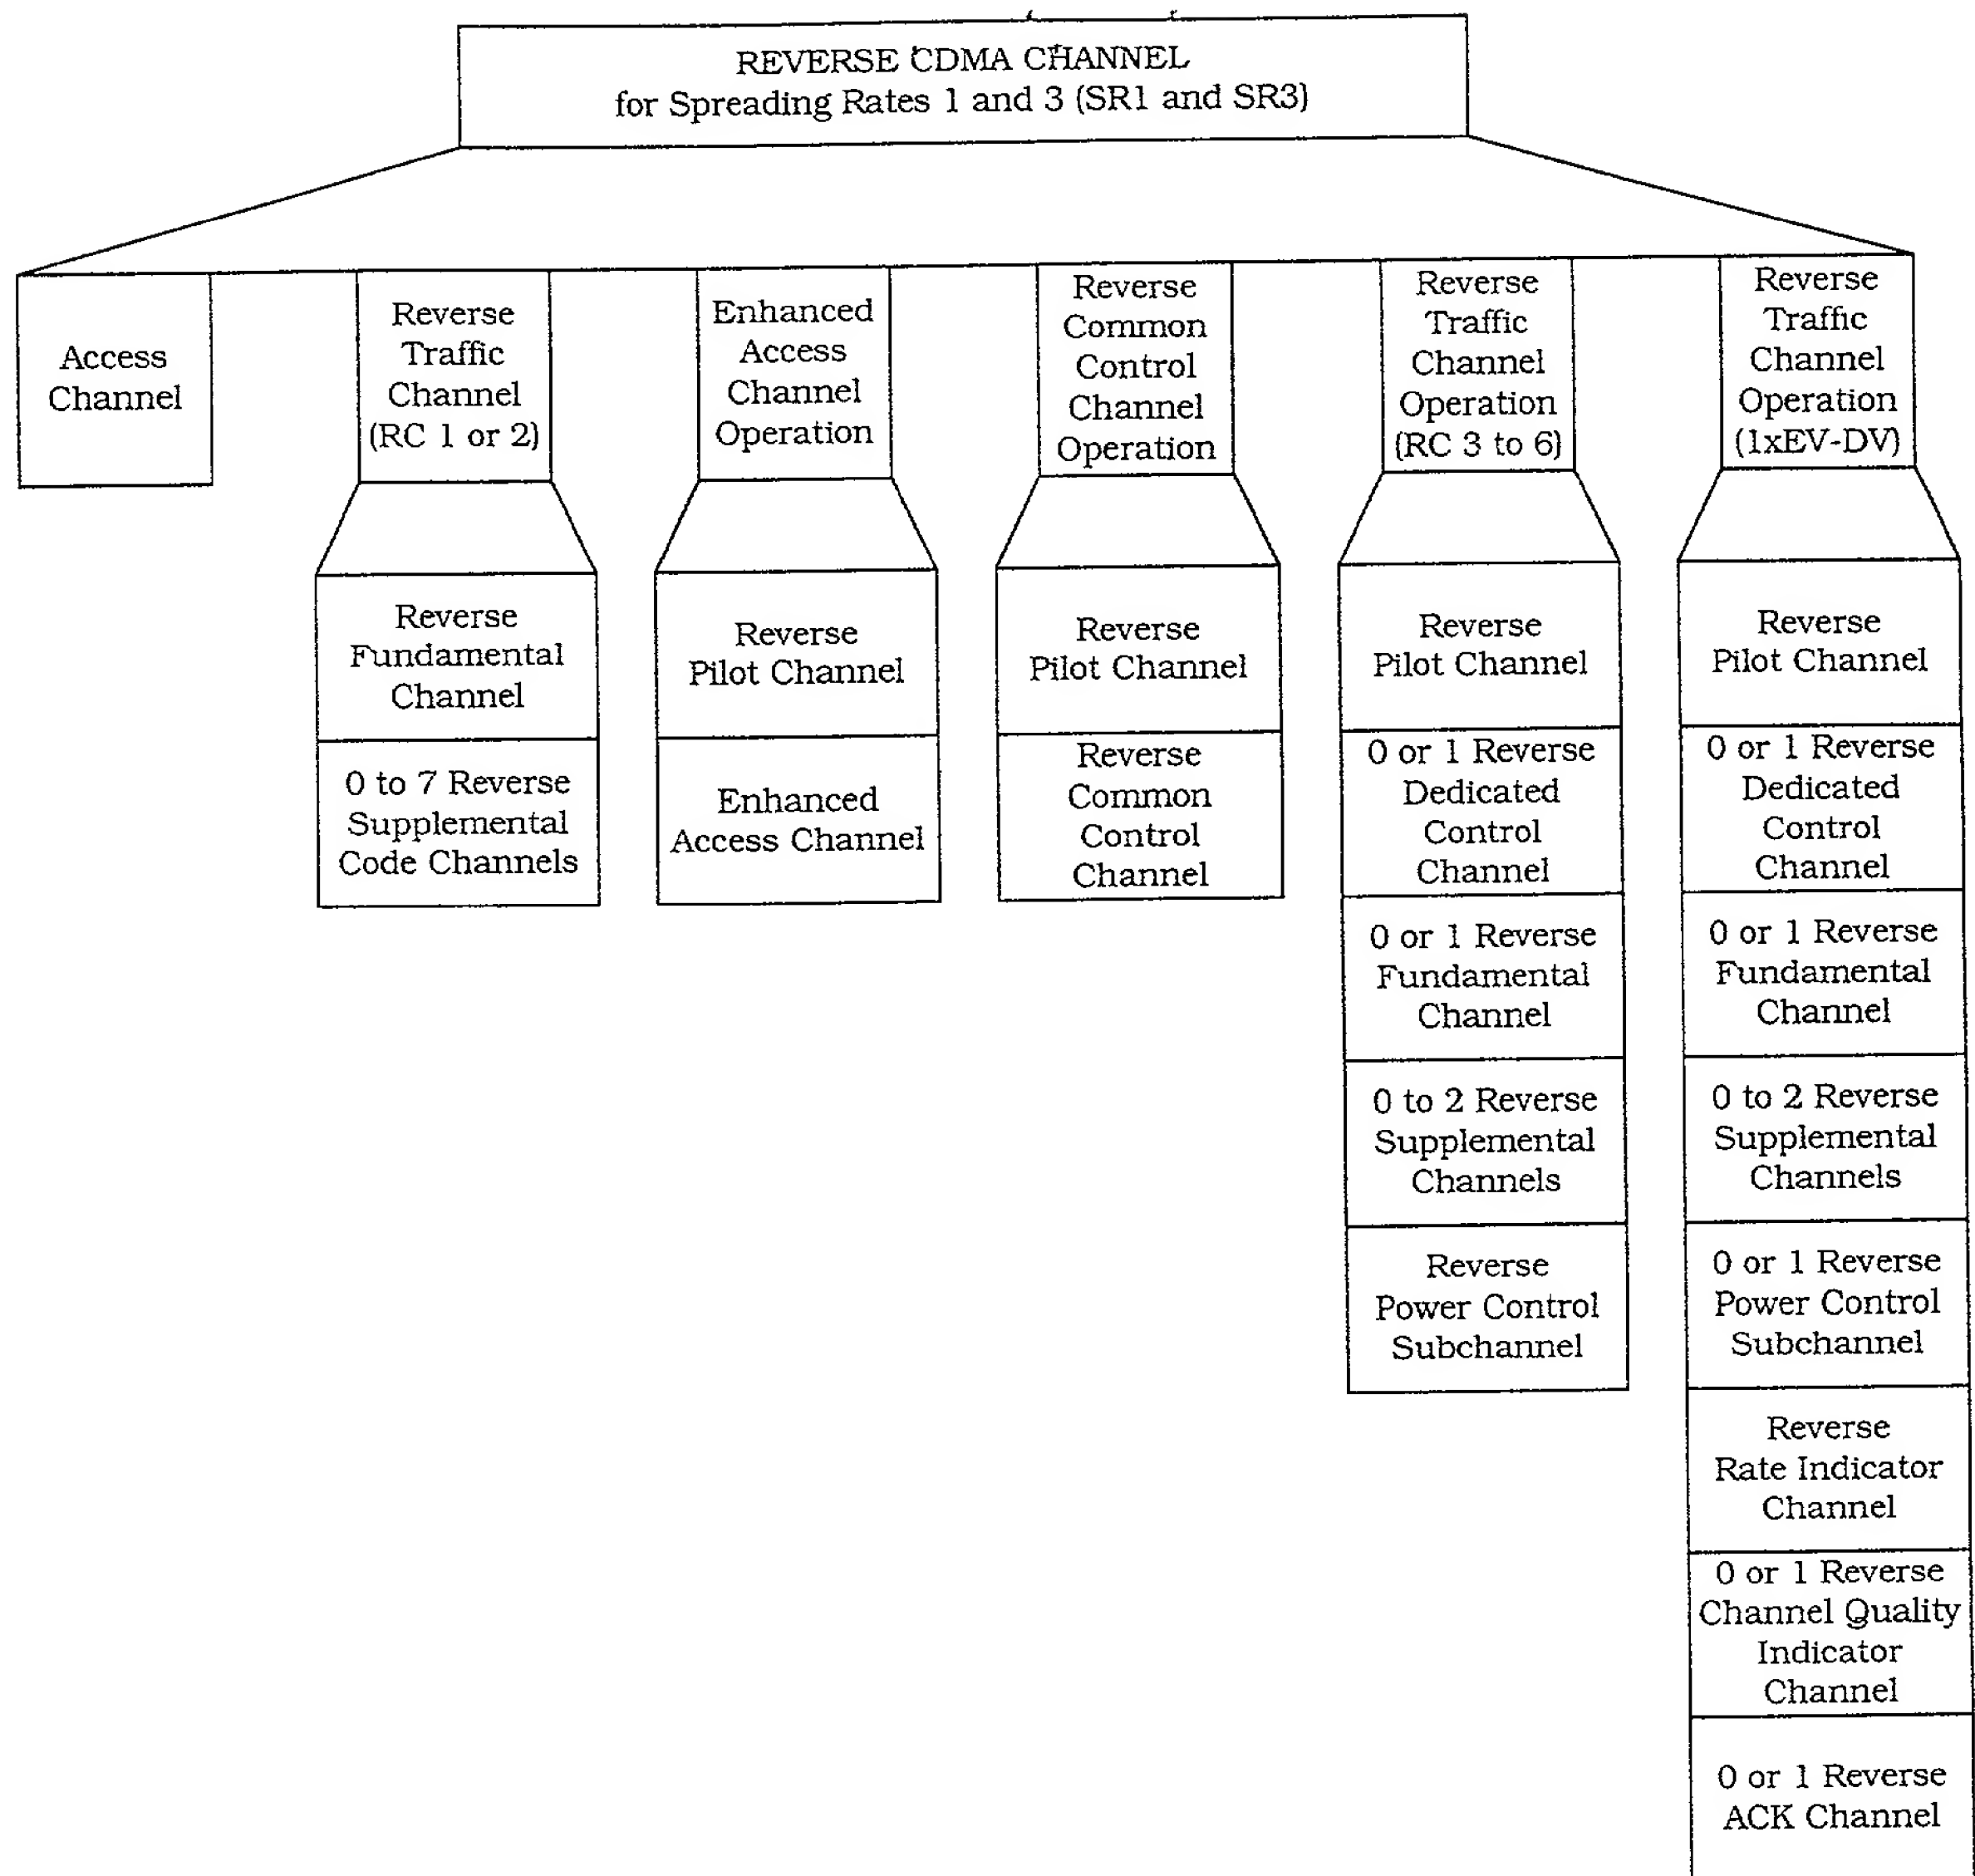 REVERSE CDMA CHANNEL
for Spreading Rates 1 and 3 (SR1 and SR3)
Access
Channel
Reverse
Traffic
Channel
(RC 1 or 2)
Enhanced
Access
Channel
Operation
Reverse
Common
Control
Channel
Operation
Reverse
Traffic
Channel
Operation
(RC 3 to 6)
Reverse
Traffic
Channel
Operation
(1xEV-DV)
Reverse
Fundamental
Channel
0 to 7 Reverse
Supplemental
Code Channels
Reverse
Pilot Channel
Enhanced
Access Channel
Reverse
Pilot Channel
Reverse
Common
Control
Channel
Reverse
Pilot Channel
0 or 1 Reverse
Dedicated
Control
Channel
0 or 1 Reverse
Fundamental
Channel
0 to 2 Reverse
Supplemental
Channels
Reverse
Power Control
Subchannel
Reverse
Pilot Channel
0 or 1 Reverse
Dedicated
Control
Channel
0 or 1 Reverse
Fundamental
Channel
0 to 2 Reverse
Supplemental
Channels
0 or 1 Reverse
Power Control
Subchannel
Reverse
Rate Indicator
Channel
0 or 1 Reverse
Channel Quality
Indicator
Channel
0 or 1 Reverse
ACK Channel